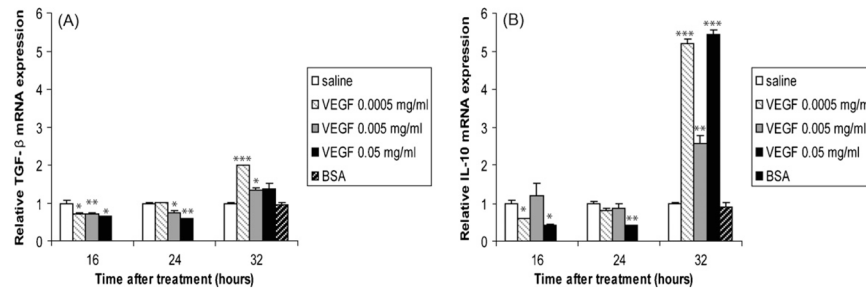 (A)
Relative TGF- β mRNA expression
6
5
4
3
2
1
0
*
**
*
*
**
***
*
16
24
32
Time after treatment (hours)
saline
VEGF 0.0005 mg/ml
VEGF 0.005 mg/ml
VEGF 0.05 mg/ml
BSA
(B)
Relative IL-10 mRNA expression
6
5
4
3
2
1
0
*
*
**
***
**
***
16
24
32
Time after treatment (hours)
saline
VEGF 0.0005 mg/m
VEGF 0.005 mg/ml
VEGF 0.05 mg/ml
BSA